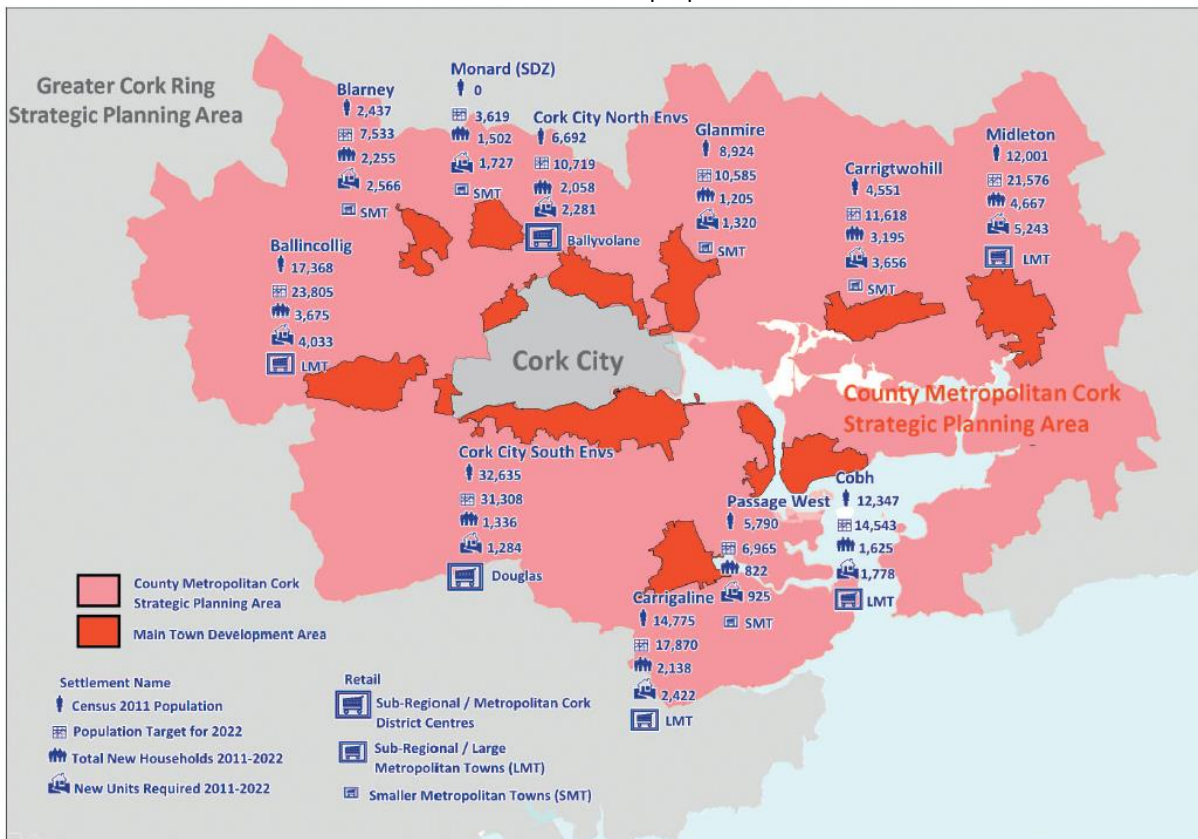 Greater Cork Ring
Strategic Planning Area
Blarney
2,437
7,533
2,255
2,566
SMT
Monard (SDZ)
0
3,619
1,502
1,727
SMT
Cork City North Envs
6,692
10,719
2,058
2,281
Ballyvolane
Glanmire
8,924
10,585
1,205
1,320
SMT
Carrigtwohill
4,551
11,618
3,195
3,656
SMT
Midleton
12,001
21,576
4,667
5,243
LMT
Ballincollig
17,368
23,805
3,675
4,033
LMT
Cork City
County Metropolitan Cork
Strategic Planning Area
Cork City South Envs
32,635
31,308
1,336
1,284
Douglas
Passage West
5,790
6,965
822
925
SMT
Cobh
12,347
14,543
1,625
1,778
LMT
Carrigaline
14,775
17,870
2,138
2,422
LMT
County Metropolitan Cork
Strategic Planning Area
Main Town Development Area
Settlement Name
Census 2011 Population
Population Target for 2022
Total New Households 2011-2022
New Units Required 2011-2022
Retail
Sub-Regional / Metropolitan Cork
District Centres
Sub-Regional / Large
Metropolitan Towns (LMT)
Smaller Metropolitan Towns (SMT)